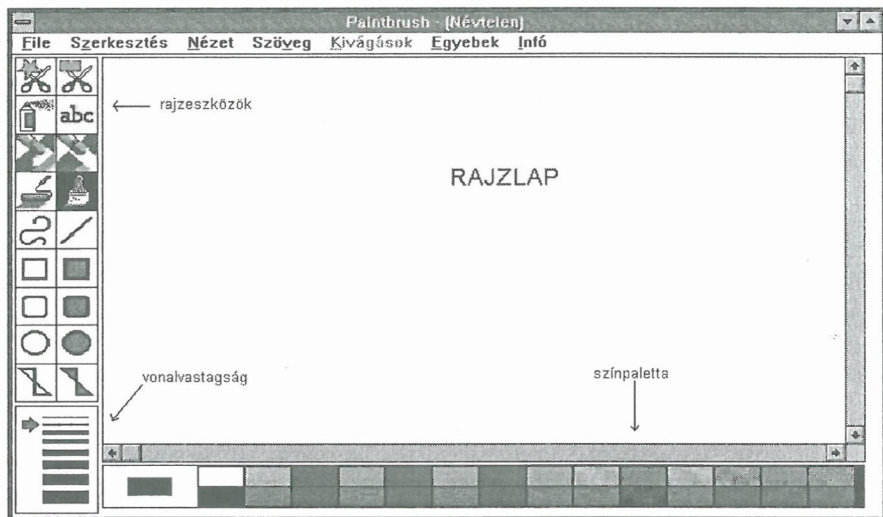 Paintbrush - (Névtelen)
File Szerkesztés Nézet Szöveg Kivágások Egyebek Infó
abc
rajzeszközök
RAJZLAP
vonalvastagság
színpaletta